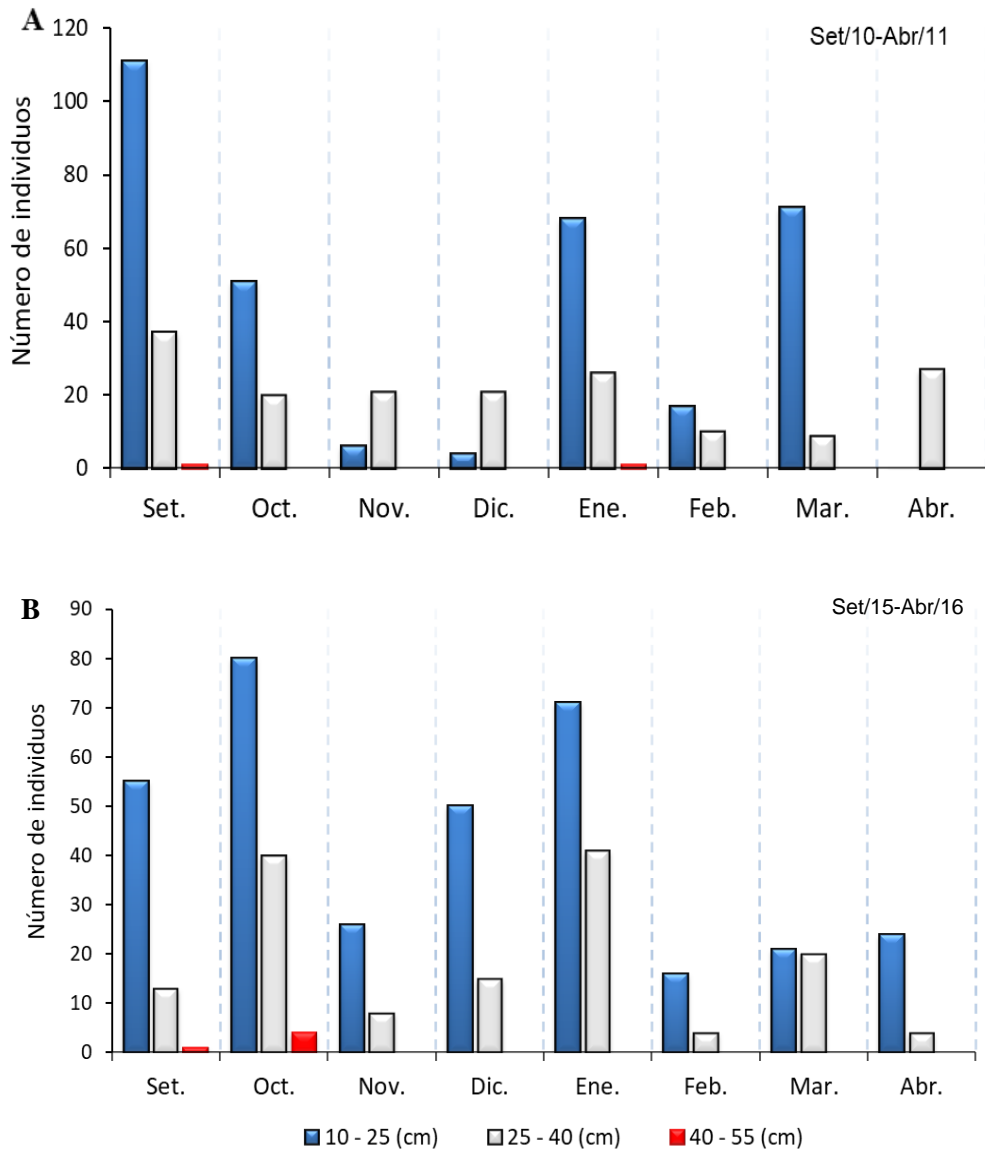 A
Set/10-Abr/11
Número de individuos
120
100
80
60
40
20
0
Set. Oct. Nov. Dic. Ene. Feb. Mar. Abr.
B
Set/15-Abr/16
Número de individuos
90
80
70
60
50
40
30
20
10
0
Set. Oct. Nov. Dic. Ene. Feb. Mar. Abr.
10 - 25 (cm) 25 - 40 (cm) 40 - 55 (cm)